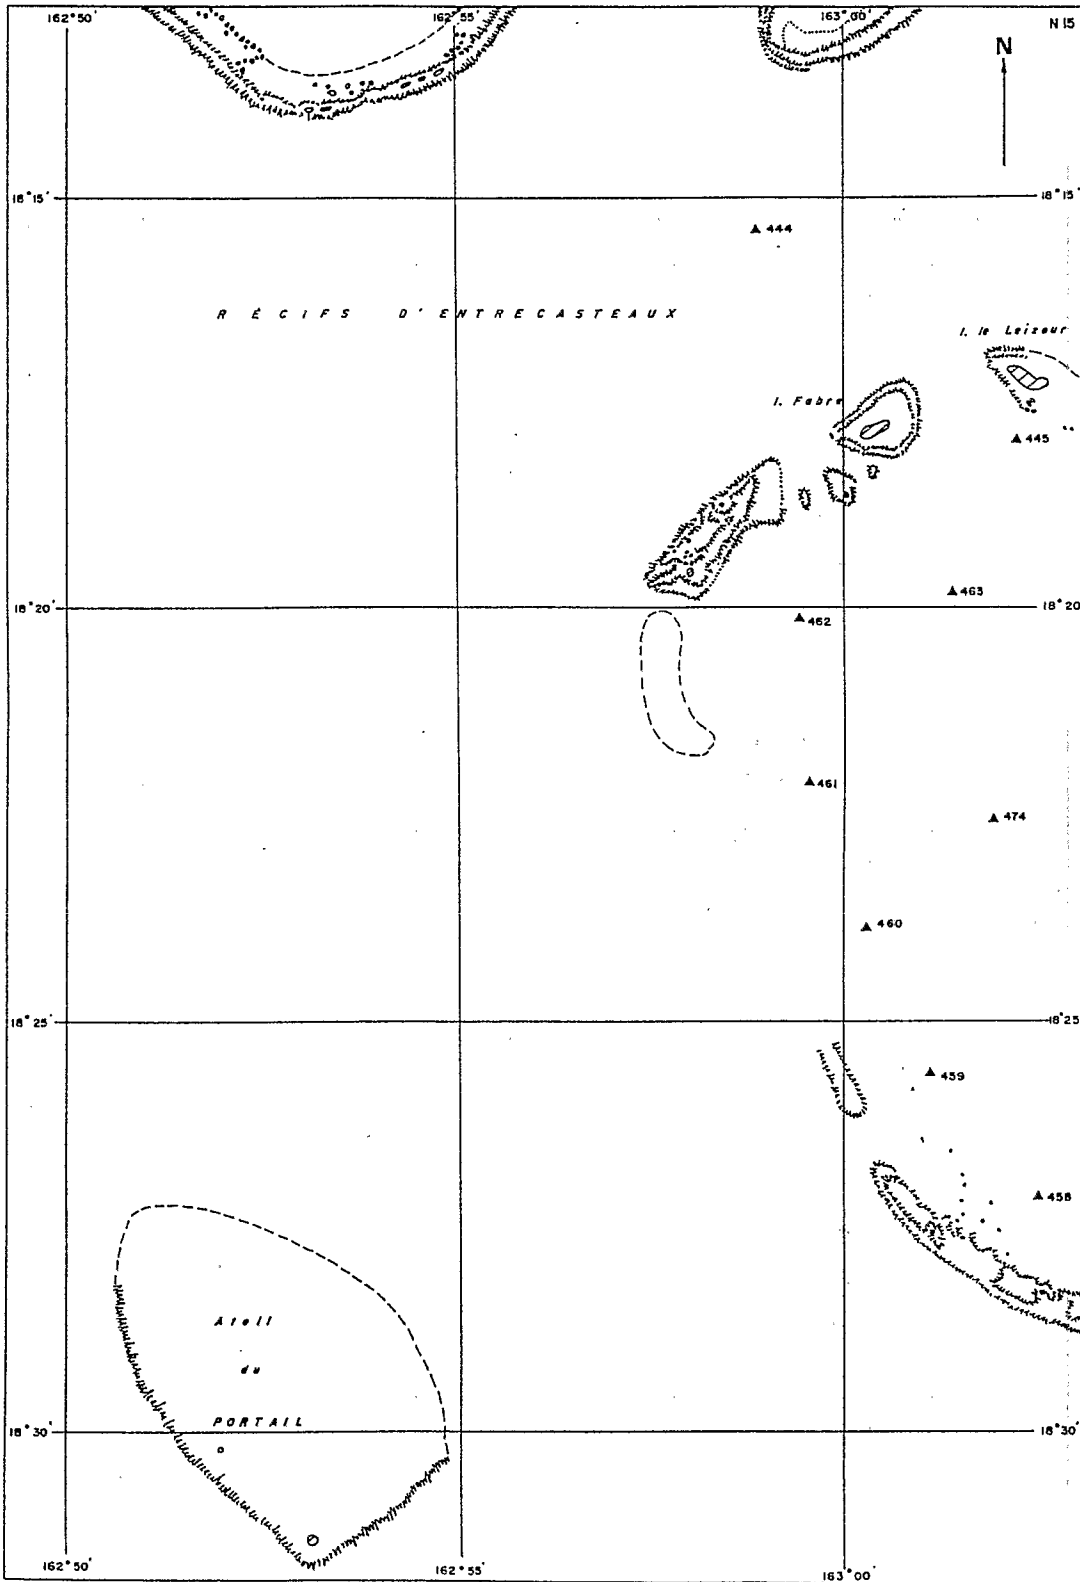 162°50' 162°55' 163°00' N 15
N
18°15' 18°15'
444
RÉCIFS D'ENTRECASTEAUX
I. le Leizour
I. Fabre
445
463
18°20' 18°20'
462
461
474
460
18°25' 18°25
459
458
Atoll
du
PORTAIL
18°30' 18°30'
162°50' 162°55' 163°00'